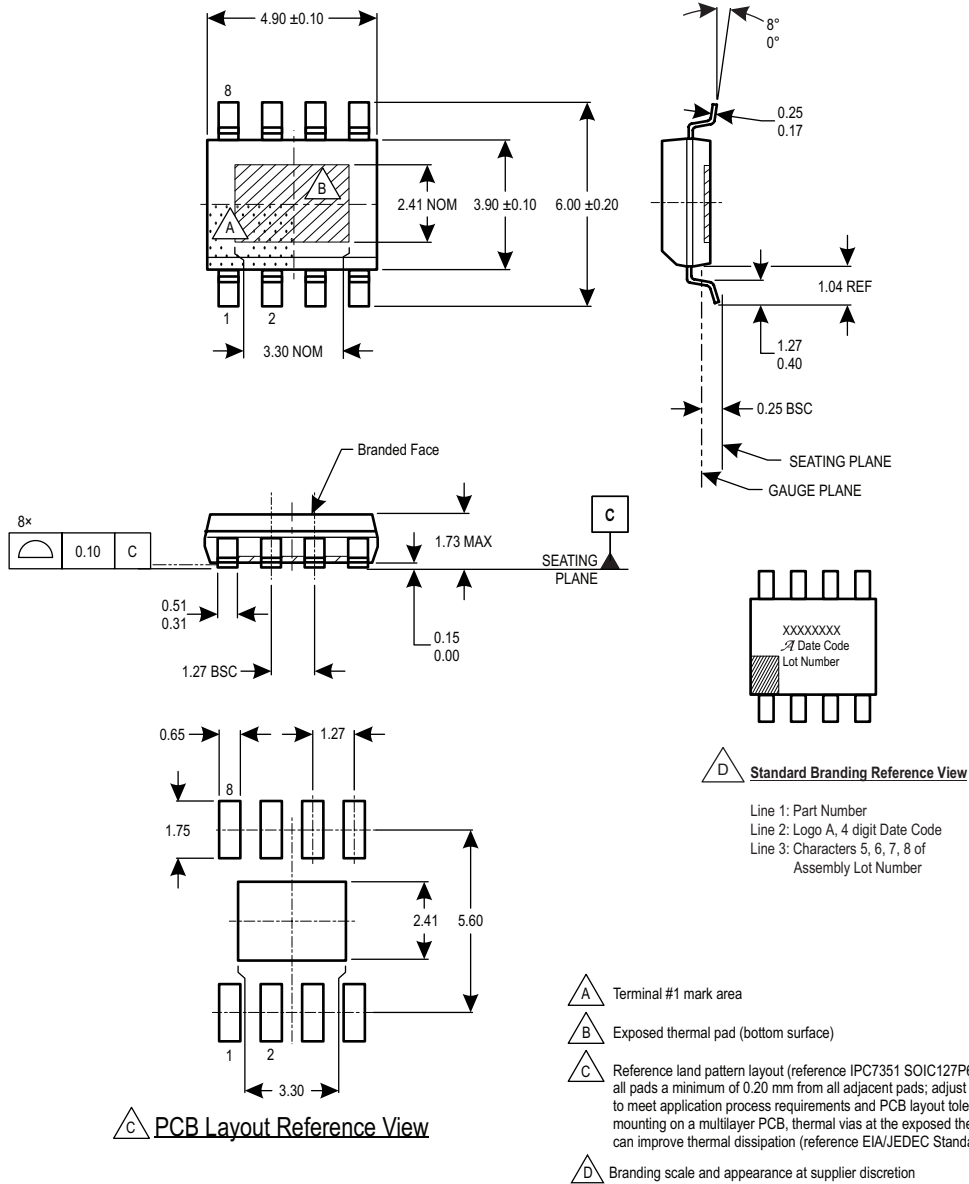 4.90 ±0.10
8°
0°
8
0.25
0.17
B
A
2.41 NOM
3.90 ±0.10
6.00 ±0.20
1.04 REF
1
2
3.30 NOM
1.27
0.40
0.25 BSC
SEATING PLANE
GAUGE PLANE
Branded Face
8×
0.10
C
1.73 MAX
C
SEATING
PLANE
0.51
0.31
0.15
0.00
1.27 BSC
XXXXXXXX
A Date Code
Lot Number
0.65
1.27
D Standard Branding Reference View
8
1.75
Line 1: Part Number
Line 2: Logo A, 4 digit Date Code
Line 3: Characters 5, 6, 7, 8 of
Assembly Lot Number
2.41
5.60
1
2
3.30
C PCB Layout Reference View
A Terminal #1 mark area
B Exposed thermal pad (bottom surface)
C Reference land pattern layout (reference IPC7351
all pads a minimum of 0.20 mm from all adjacent pads; adjust
to meet application process requirements and PCB layout
mounting on a multilayer PCB, thermal vias at the exposed
can improve thermal dissipation (reference EIA/JEDEC
D Branding scale and appearance at supplier discretion